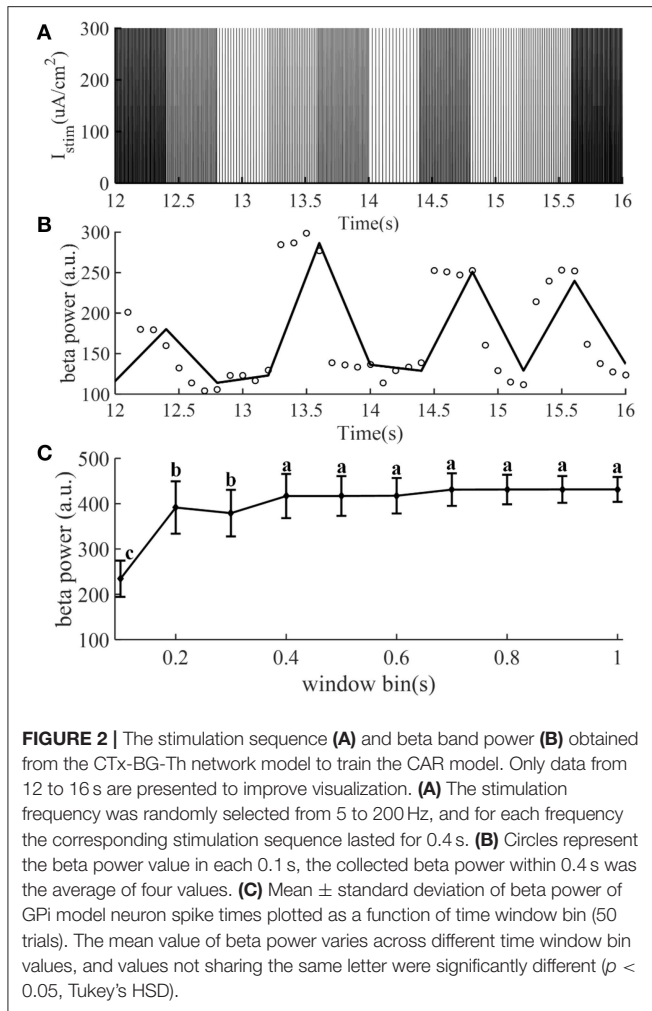 A
300
200
100
0
I_stim(uA/cm²)
12 12.5 13 13.5 14 14.5 15 15.5 16
Time(s)
B
300
250
200
150
100
beta power (a.u.)
12 12.5 13 13.5 14 14.5 15 15.5 16
Time(s)
C
500
400
300
200
100
beta power (a.u.)
c b b a a a a a a a
0.2 0.4 0.6 0.8 1
window bin(s)
FIGURE 2 | The stimulation sequence (A) and beta band power (B) obtained
from the CTx-BG-Th network model to train the CAR model. Only data from
12 to 16 s are presented to improve visualization. (A) The stimulation
frequency was randomly selected from 5 to 200 Hz, and for each frequency
the corresponding stimulation sequence lasted for 0.4 s. (B) Circles represent
the beta power value in each 0.1 s, the collected beta power within 0.4 s was
the average of four values. (C) Mean ± standard deviation of beta power of
GPi model neuron spike times plotted as a function of time window bin (50
trials). The mean value of beta power varies across different time window bin
values, and values not sharing the same letter were significantly different (p <
0.05, Tukey's HSD).